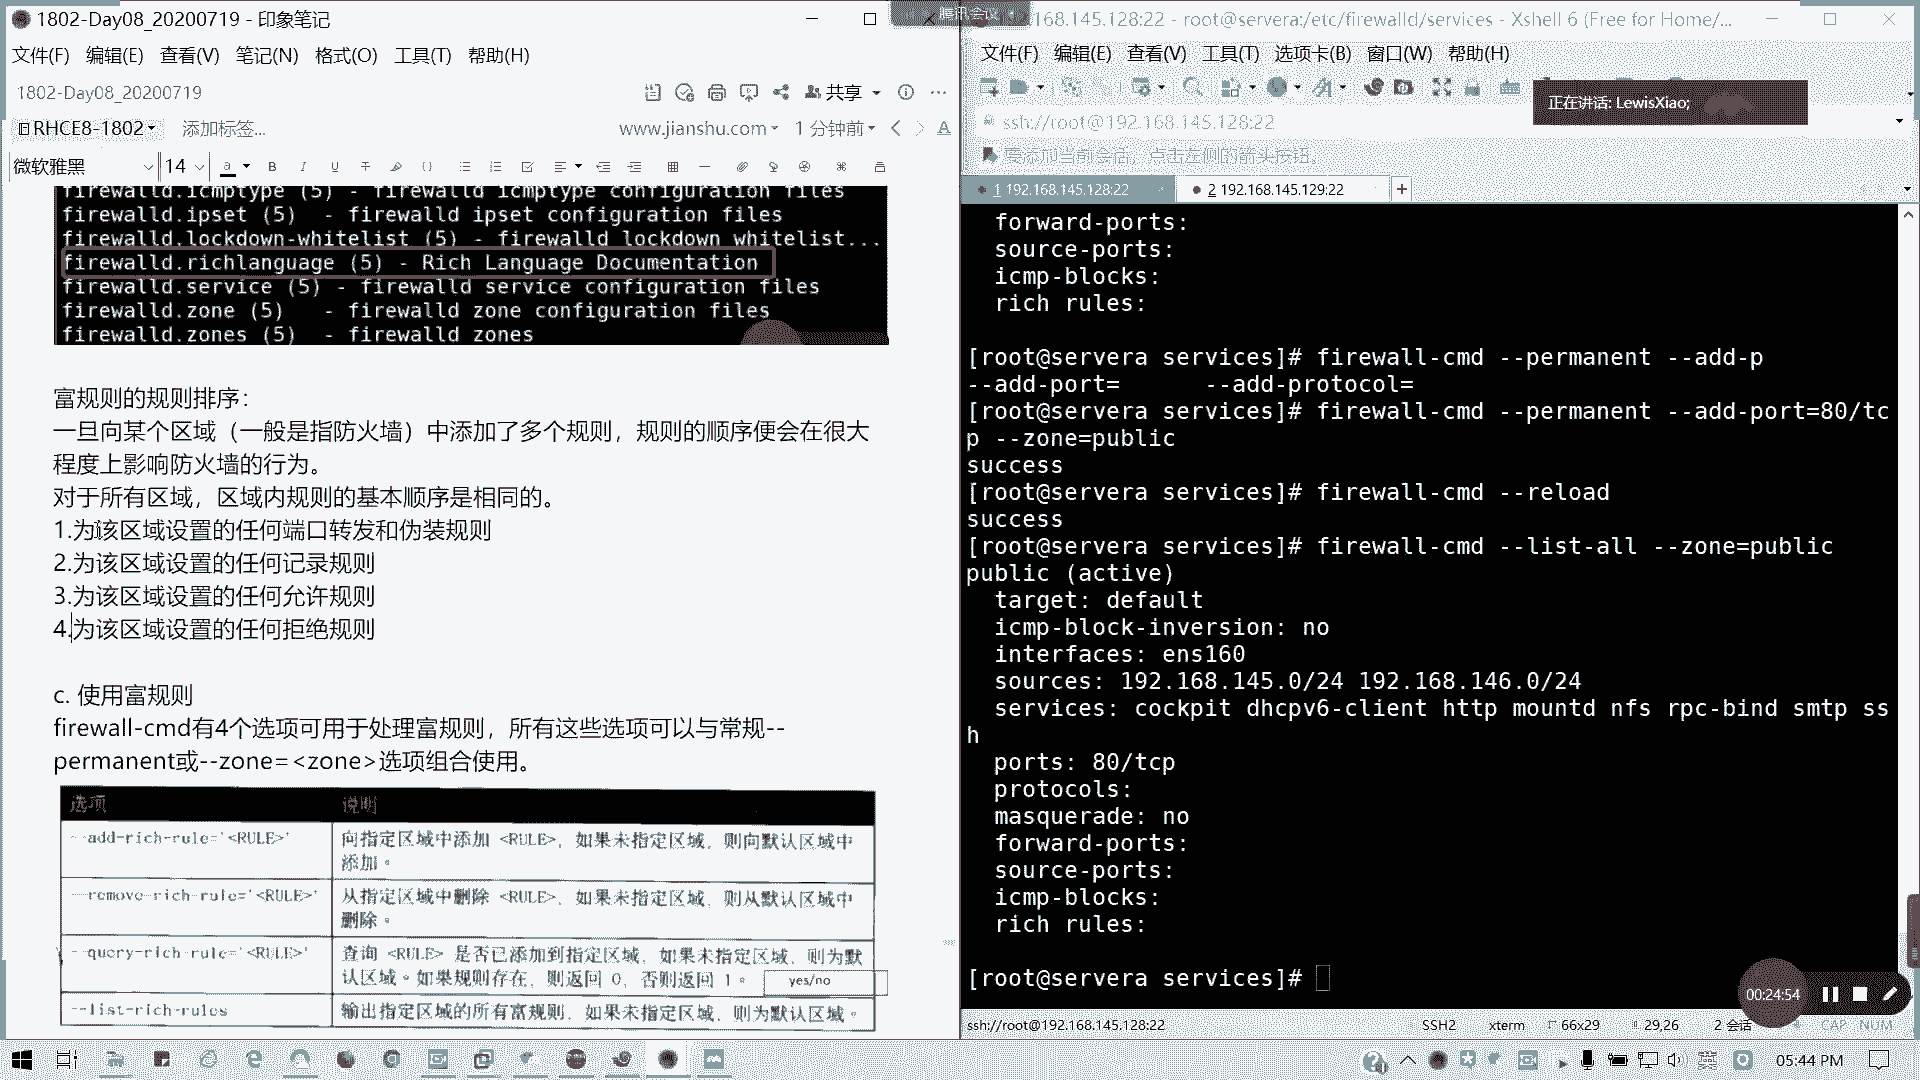 1802-Day08_20200719 - 印象笔记
文件(F) 编辑(E) 查看(V) 笔记(N) 格式(O) 工具(T) 帮助(H)
1802-Day08_20200719
共享
RHCE8-1802
添加标签...
www.jianshu.com
1 分钟前
微软雅黑
14
firewalld.icmptype (5) - firewalld icmptype configuration files
firewalld.ipset (5) - firewalld ipset configuration files
firewalld.lockdown-whitelist (5) - firewalld lockdown whitelist...
firewalld.richlanguage (5) - Rich Language Documentation
firewalld.service (5) - firewalld service configuration files
firewalld.zone (5) - firewalld zone configuration files
firewalld.zones (5) - firewalld zones
富规则的规则排序：
一旦向某个区域（一般是指防火墙）中添加了多个规则，规则的顺序便会在很大
程度上影响防火墙的行为。
对于所有区域，区域内规则的基本顺序是相同的。
1.为该区域设置的任何端口转发和伪装规则
2.为该区域设置的任何记录规则
3.为该区域设置的任何允许规则
4.为该区域设置的任何拒绝规则
c. 使用富规则
firewall-cmd有4个选项可用于处理富规则，所有这些选项可以与常规--
permanent或--zone=<zone>选项组合使用。
选项 说明
--add-rich-rule='<RULE>' 向指定区域中添加 <RULE>，如果未指定区域，则向默认区域中
添加。
--remove-rich-rule='<RULE>' 从指定区域中删除 <RULE>，如果未指定区域，则从默认区域中
删除。
--query-rich-rule='<RULE>' 查询 <RULE> 是否已添加到指定区域，如果未指定区域，则为默
认区域。如果规则存在，则返回 0，否则返回 1。 yes/no
--list-rich-rules 输出指定区域的所有富规则，如果未指定区域，则为默认区域。
腾讯会议
168.145.128:22 - root@servera:/etc/firewalld/services - Xshell 6 (Free for Home/...
文件(F) 编辑(E) 查看(V) 工具(T) 选项卡(B) 窗口(W) 帮助(H)
正在讲话: LewisXiao;
ssh://root@192.168.145.128:22
要添加当前会话，点击左侧的箭头按钮。
1 192.168.145.128:22
2 192.168.145.129:22
forward-ports:
source-ports:
icmp-blocks:
rich rules:
[root@servera services]# firewall-cmd --permanent --add-p
--add-port= --add-protocol=
[root@servera services]# firewall-cmd --permanent --add-port=80/tc
p --zone=public
success
[root@servera services]# firewall-cmd --reload
success
[root@servera services]# firewall-cmd --list-all --zone=public
public (active)
target: default
icmp-block-inversion: no
interfaces: ens160
sources: 192.168.145.0/24 192.168.146.0/24
services: cockpit dhcpv6-client http mountd nfs rpc-bind smtp ss
h
ports: 80/tcp
protocols:
masquerade: no
forward-ports:
source-ports:
icmp-blocks:
rich rules:
[root@servera services]#
00:24:54
ssh://root@192.168.145.128:22
SSH2
xterm
66x29
29,26
2 会话
CAP NUM
英
05:44 PM